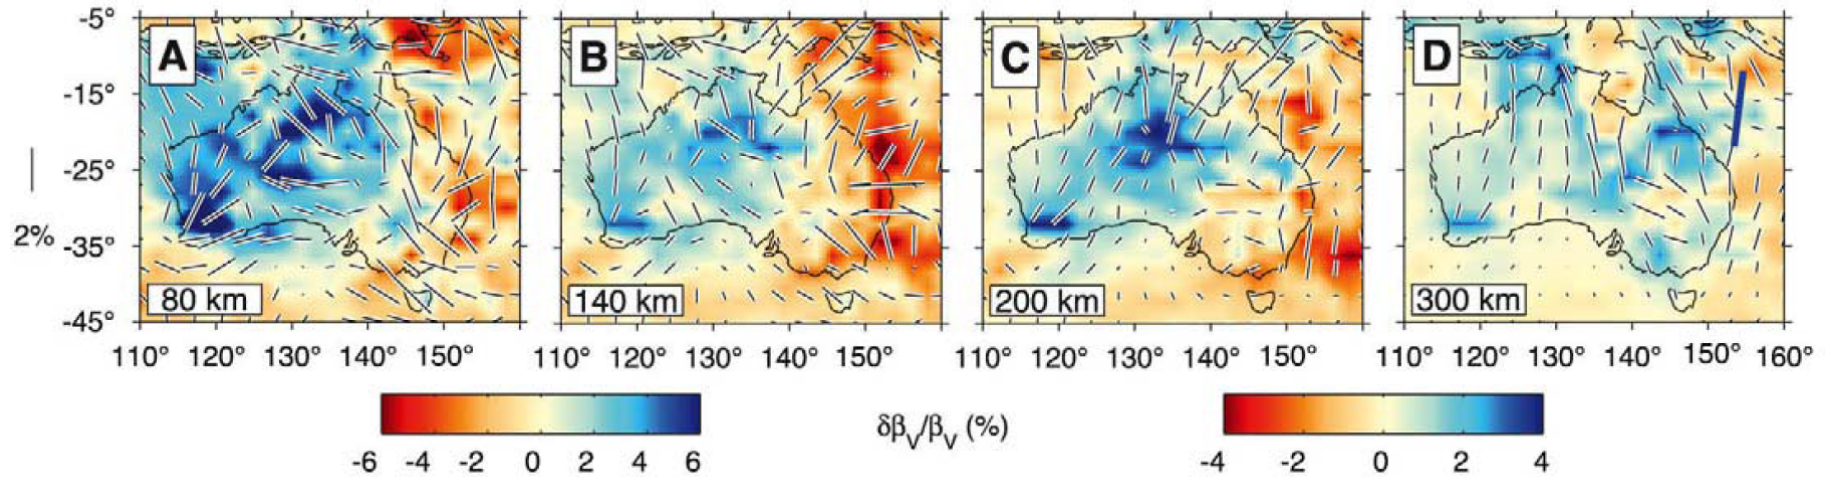 -5°
-15°
-25°
-35°
-45°
2%
A
B
C
D
80 km
140 km
200 km
300 km
110° 120° 130° 140° 150°
110° 120° 130° 140° 150°
110° 120° 130° 140° 150°
110° 120° 130° 140° 150° 160°
-6 -4 -2 0 2 4 6
δβV/βV (%)
-4 -2 0 2 4